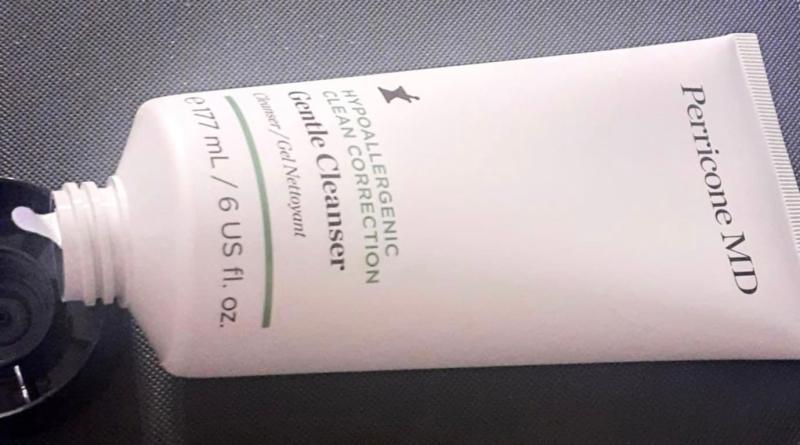 Perricone MD
HYPOALLERGENIC
CLEAN CORRECTION
Gentle Cleanser
Cleanser/Gel Nettoyant
℮ 177 mL / 6 US fl. oz.